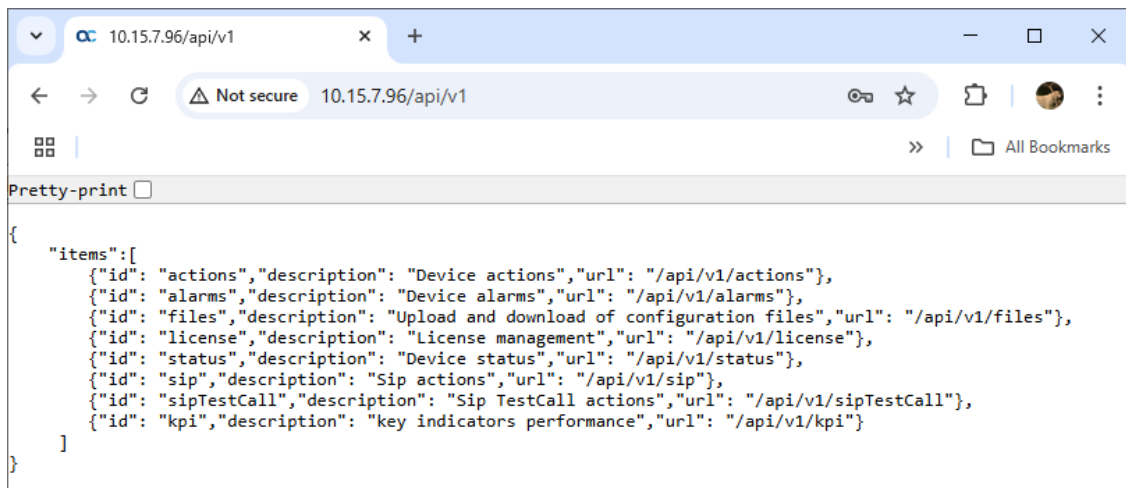 10.15.7.96/api/v1
Not secure 10.15.7.96/api/v1
All Bookmarks
Pretty-print
{
    "items":[
        {"id": "actions","description": "Device actions","url": "/api/v1/actions"},
        {"id": "alarms","description": "Device alarms","url": "/api/v1/alarms"},
        {"id": "files","description": "Upload and download of configuration files","url": "/api/v1/files"},
        {"id": "license","description": "License management","url": "/api/v1/license"},
        {"id": "status","description": "Device status","url": "/api/v1/status"},
        {"id": "sip","description": "Sip actions","url": "/api/v1/sip"},
        {"id": "sipTestCall","description": "Sip TestCall actions","url": "/api/v1/sipTestCall"},
        {"id": "kpi","description": "key indicators performance","url": "/api/v1/kpi"}
     ]
}